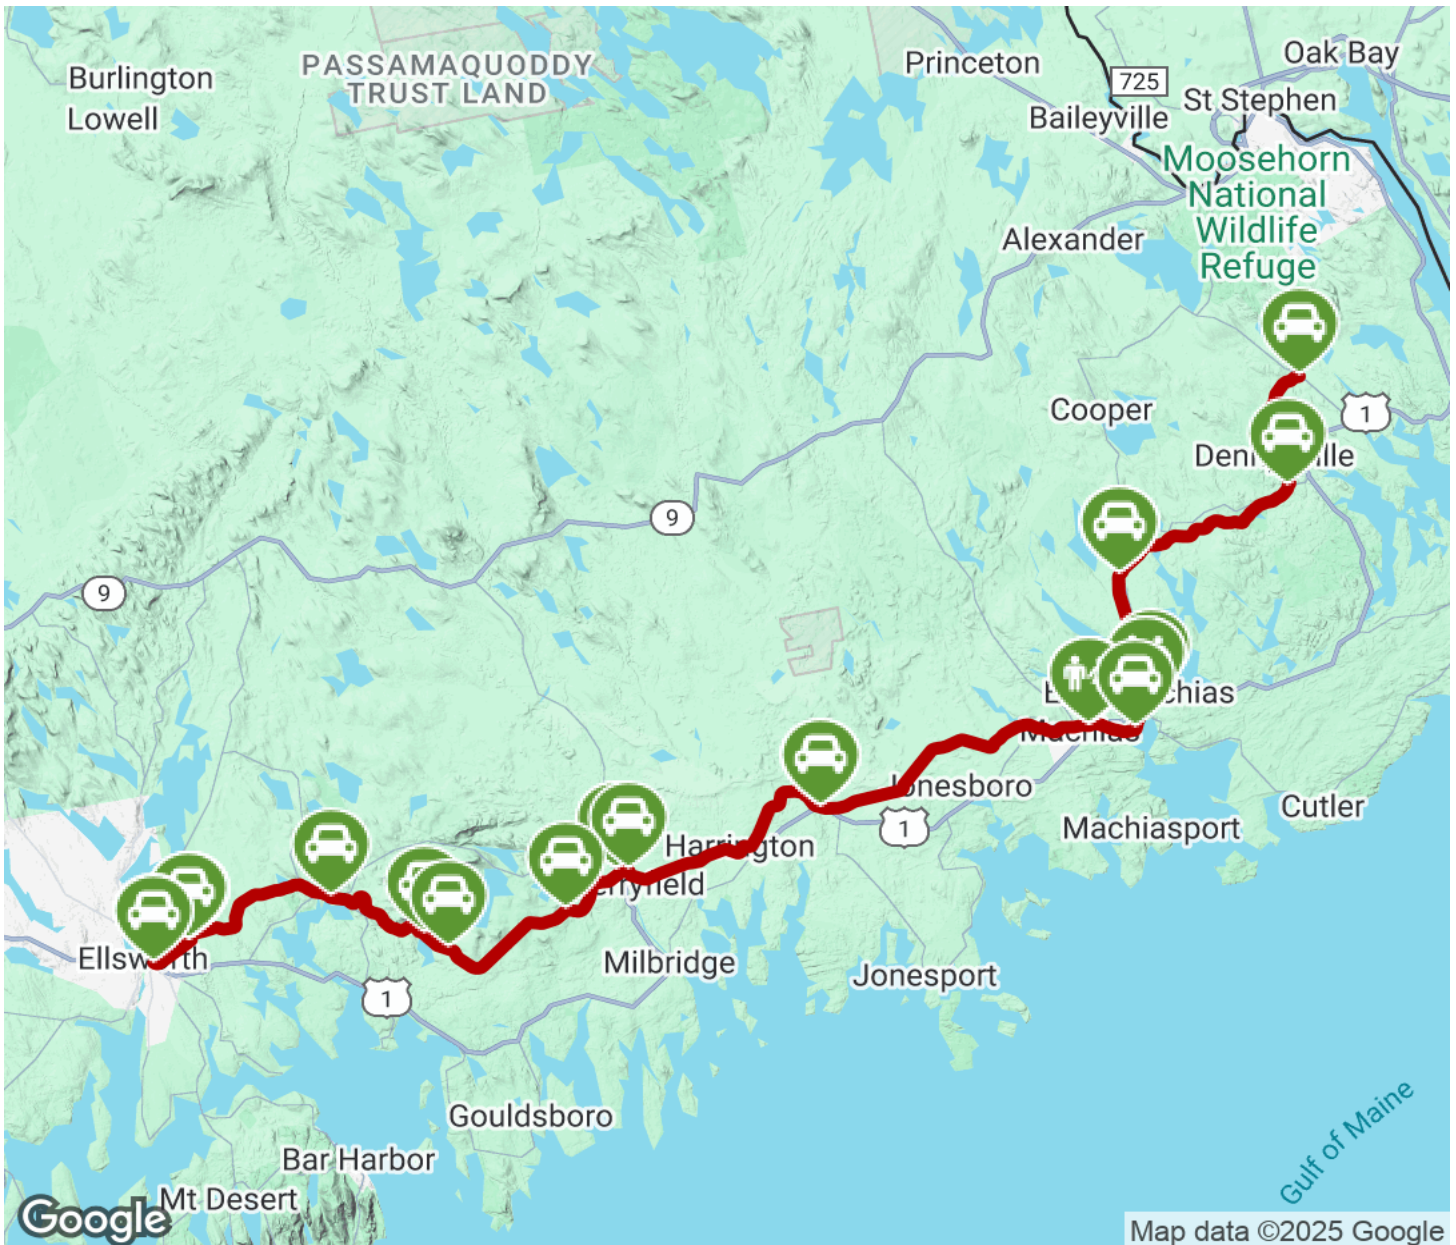 Burlington
Lowell
PASSAMAQUODDY
TRUST LAND
Princeton
725
Oak Bay
St Stephen
Baileyville
Moosehorn
National
Wildlife
Refuge
Alexander
Cooper
1
9
9
Machias
Jonesboro
1
Cutler
Machiasport
Harrington
Milbridge
Jonesport
1
Gouldsboro
Bar Harbor
Mt Desert
Gulf of Maine
Google
Map data ©2025 Google